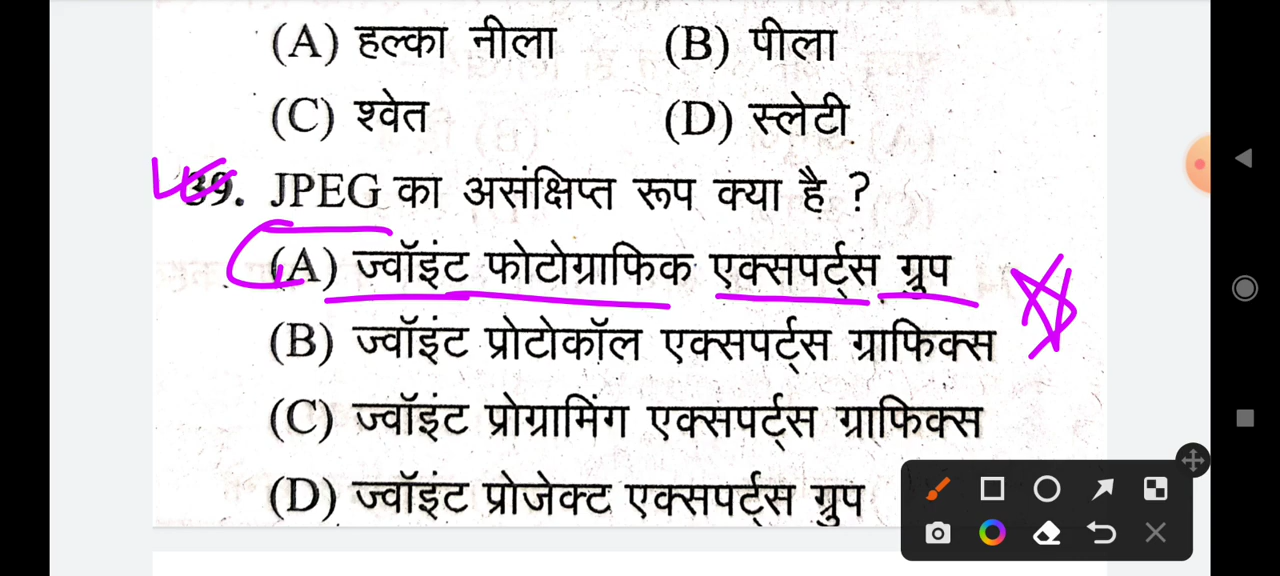 (A) हल्का नीला (B) पीला
(C) श्वेत (D) स्लेटी
39. JPEG का असंक्षिप्त रूप क्या है ?
(A) ज्वॉइंट फोटोग्राफिक एक्सपर्ट्स ग्रुप
(B) ज्वॉइंट प्रोटोकॉल एक्सपर्ट्स ग्राफिक्स
(C) ज्वॉइंट प्रोग्रामिंग एक्सपर्ट्स ग्राफिक्स
(D) ज्वॉइंट प्रोजेक्ट एक्सपर्ट्स ग्रुप